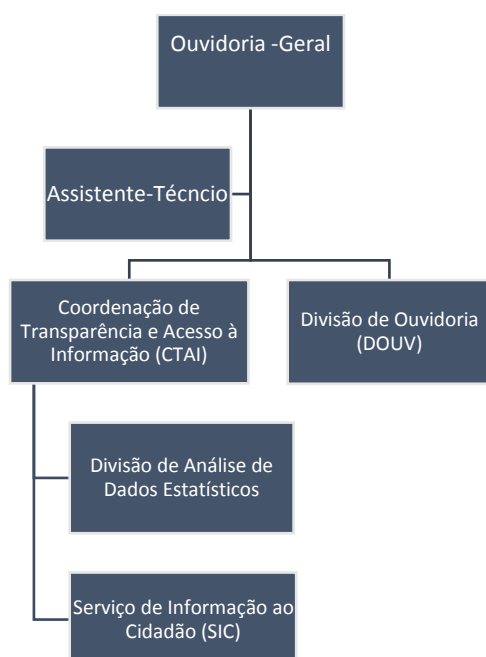 Ouvidoria -Geral
Assistente-Técncio
Coordenação de
Transparência e Acesso à
Informação (CTAI)
Divisão de Ouvidoria
(DOUV)
Divisão de Análise de
Dados Estatísticos
Serviço de Informação ao
Cidadão (SIC)